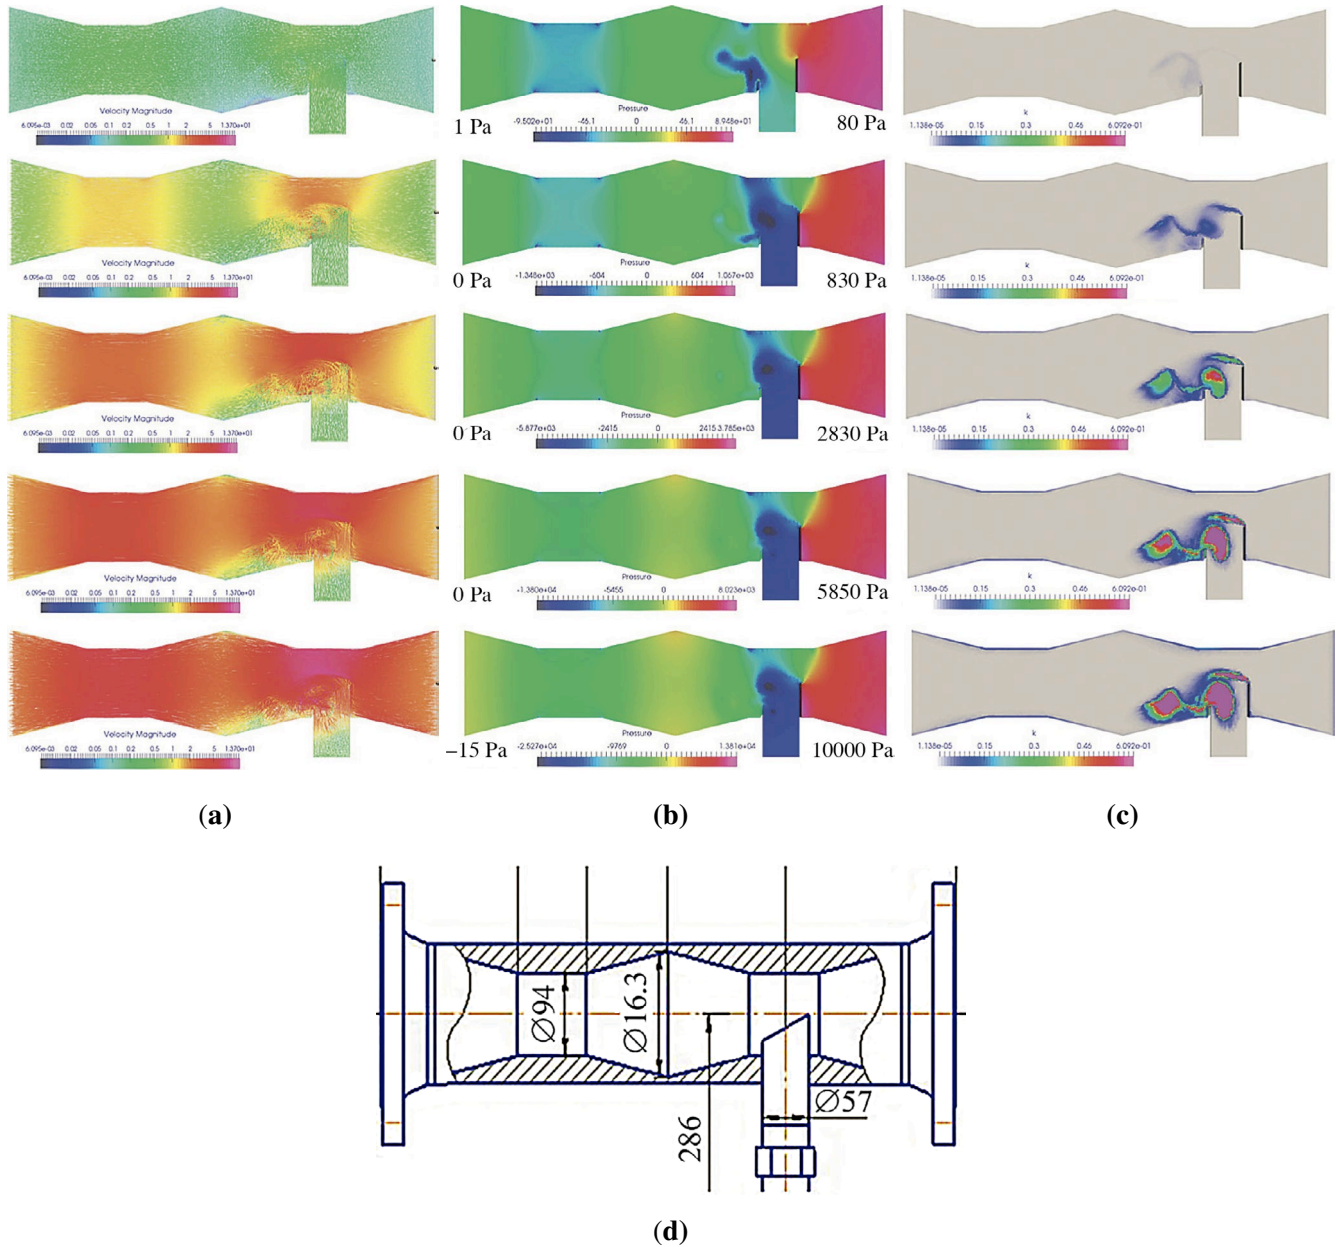 Velocity Magnitude
6.095e-03 0.02 0.05 0.1 0.2 0.5 1 2 5 1.370e+01
Pressure
-9.502e+01 -45.1 0 45.1 8.948e+01
1 Pa 80 Pa
k
1.138e-05 0.15 0.3 0.46 6.092e-01
Velocity Magnitude
6.095e-03 0.02 0.05 0.1 0.2 0.5 1 2 5 1.370e+01
Pressure
-1.348e+03 -604 0 604 1.067e+03
0 Pa 830 Pa
k
1.138e-05 0.15 0.3 0.46 6.092e-01
Velocity Magnitude
6.095e-03 0.02 0.05 0.1 0.2 0.5 1 2 5 1.370e+01
Pressure
-5.877e+03 -2415 0 2415 3.785e+03
0 Pa 2830 Pa
k
1.138e-05 0.15 0.3 0.46 6.092e-01
Velocity Magnitude
6.095e-03 0.02 0.05 0.1 0.2 0.5 1 2 5 1.370e+01
Pressure
-1.380e+04 -5455 0 8.023e+03
0 Pa 5850 Pa
k
1.138e-05 0.15 0.3 0.46 6.092e-01
Velocity Magnitude
6.095e-03 0.02 0.05 0.1 0.2 0.5 1 2 5 1.370e+01
Pressure
-2.527e+04 -9769 0 1.381e+04
−15 Pa 10000 Pa
k
1.138e-05 0.15 0.3 0.46 6.092e-01
(a) (b) (c)
∅94
∅16.3
286
∅57
(d)